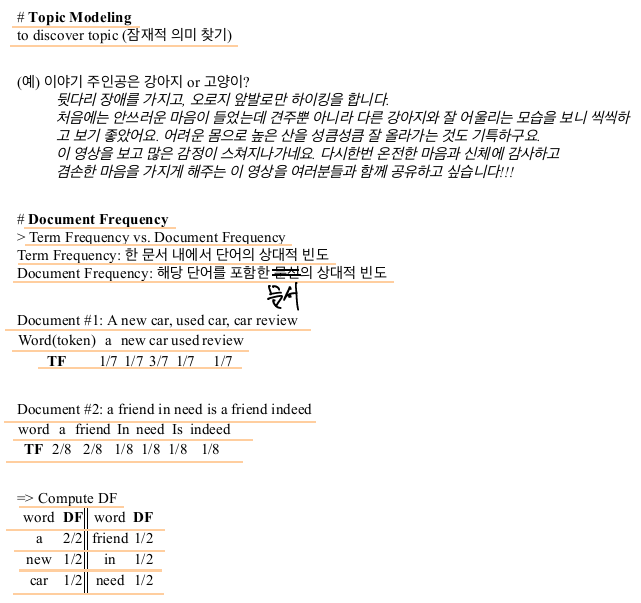 # Topic Modeling
to discover topic (잠재적 의미 찾기)
(예) 이야기 주인공은 강아지 or 고양이?
뒷다리 장애를 가지고, 오로지 앞발로만 하이킹을 합니다.
처음에는 안쓰러운 마음이 들었는데 견주뿐 아니라 다른 강아지와 잘 어울리는 모습을 보니 씩씩하
고 보기 좋았어요. 어려운 몸으로 높은 산을 성큼성큼 잘 올라가는 것도 기특하구요.
이 영상을 보고 많은 감정이 스쳐지나가네요. 다시한번 온전한 마음과 신체에 감사하고
겸손한 마음을 가지게 해주는 이 영상을 여러분들과 함께 공유하고 싶습니다!!!
# Document Frequency
> Term Frequency vs. Document Frequency
Term Frequency: 한 문서 내에서 단어의 상대적 빈도
Document Frequency: 해당 단어를 포함한 의 상대적 빈도
문서
Document #1: A new car, used car, car review
Word(token) a new car used review
TF 1/7 1/7 3/7 1/7 1/7
Document #2: a friend in need is a friend indeed
word a friend In need Is indeed
TF 2/8 2/8 1/8 1/8 1/8 1/8
=> Compute DF
word DF word DF
a 2/2 friend 1/2
new 1/2 in 1/2
car 1/2 need 1/2